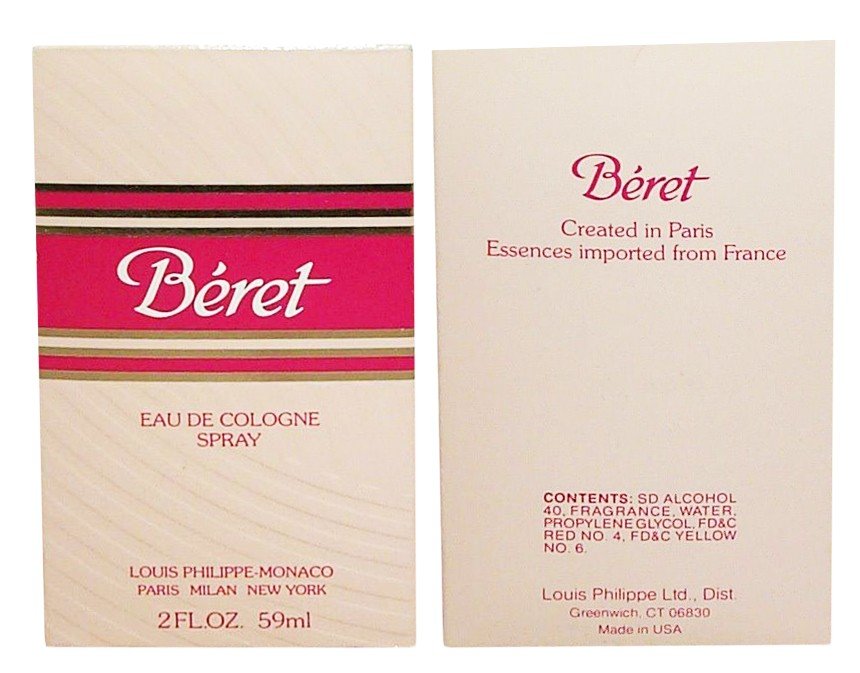 Béret
EAU DE COLOGNE
SPRAY
LOUIS PHILIPPE-MONACO
PARIS MILAN NEW YORK
2FL.OZ. 59ml
Béret
Created in Paris
Essences imported from France
CONTENTS: SD ALCOHOL
40, FRAGRANCE, WATER,
PROPYLENE GLYCOL, FD&C
RED NO. 4, FD&C YELLOW
NO. 6.
Louis Philippe Ltd., Dist.
Greenwich, CT 06830
Made in USA